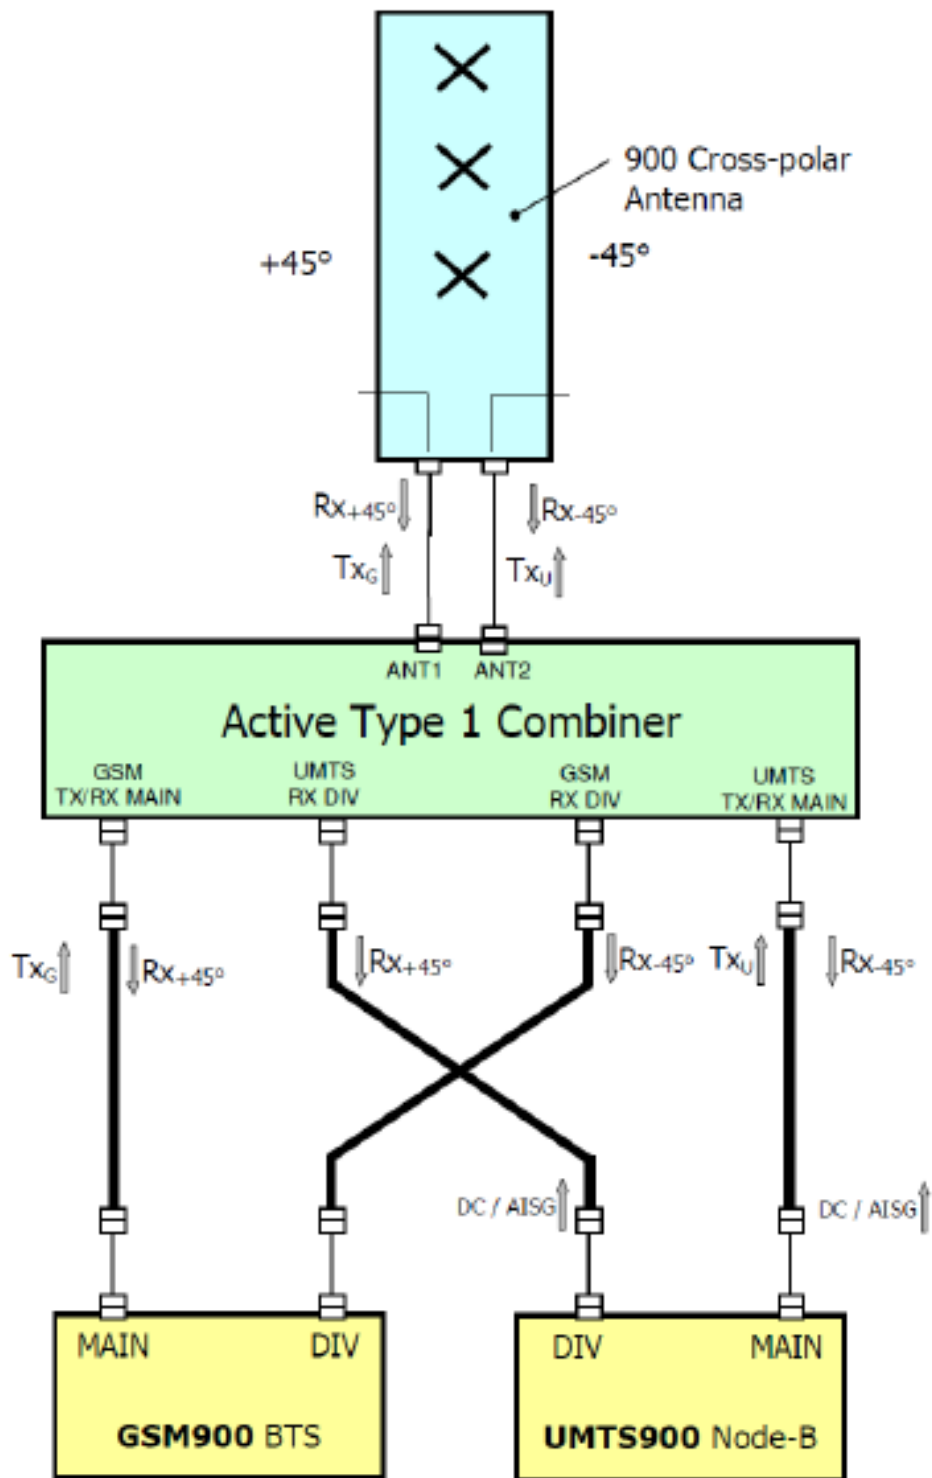 900 Cross-polar
Antenna
+45°
-45°
Rx+45°
Rx-45°
TxG
TxU
ANT1
ANT2
Active Type 1 Combiner
GSM
TX/RX MAIN
UMTS
RX DIV
GSM
RX DIV
UMTS
TX/RX MAIN
TxG
Rx+45°
Rx+45°
Rx-45°
TxU
Rx-45°
DC / AISG
DC / AISG
MAIN
DIV
DIV
MAIN
GSM900 BTS
UMTS900 Node-B